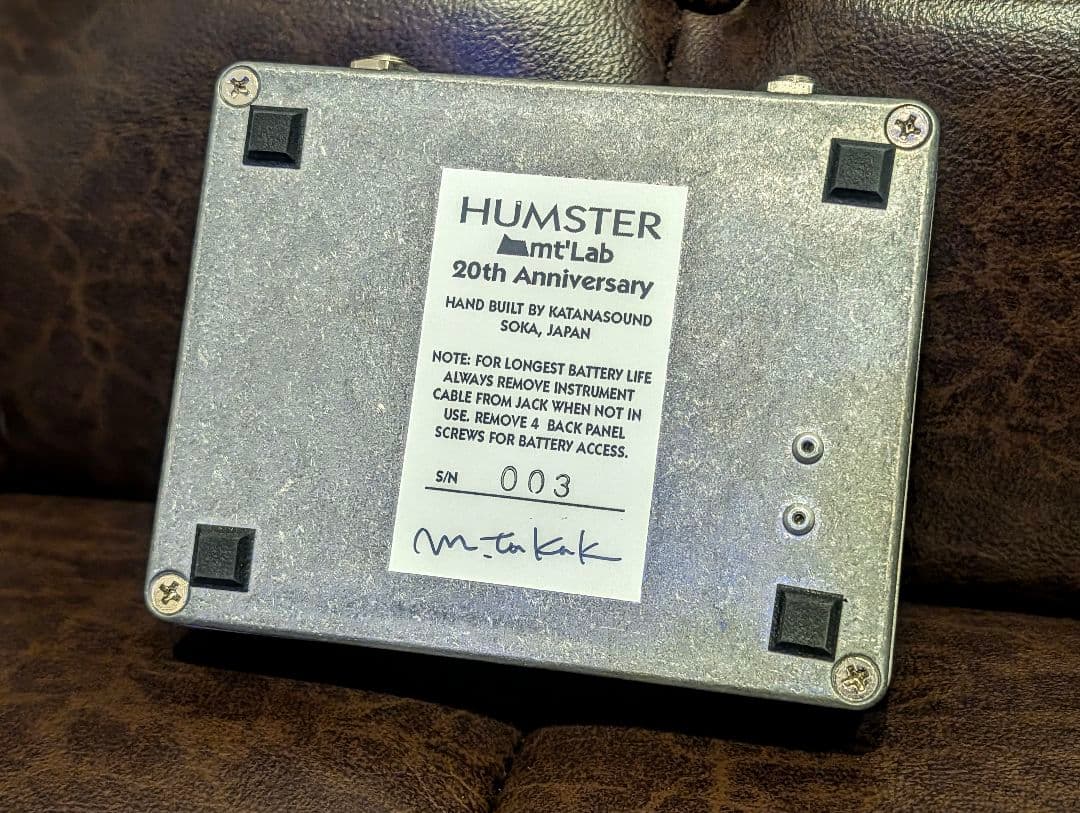 HUMSTER
mt'Lab
20th Anniversary
HAND BUILT BY KATANASOUND
SOKA, JAPAN
NOTE: FOR LONGEST BATTERY LIFE
ALWAYS REMOVE INSTRUMENT
CABLE FROM JACK WHEN NOT IN
USE. REMOVE 4 BACK PANEL
SCREWS FOR BATTERY ACCESS.
S/N 003